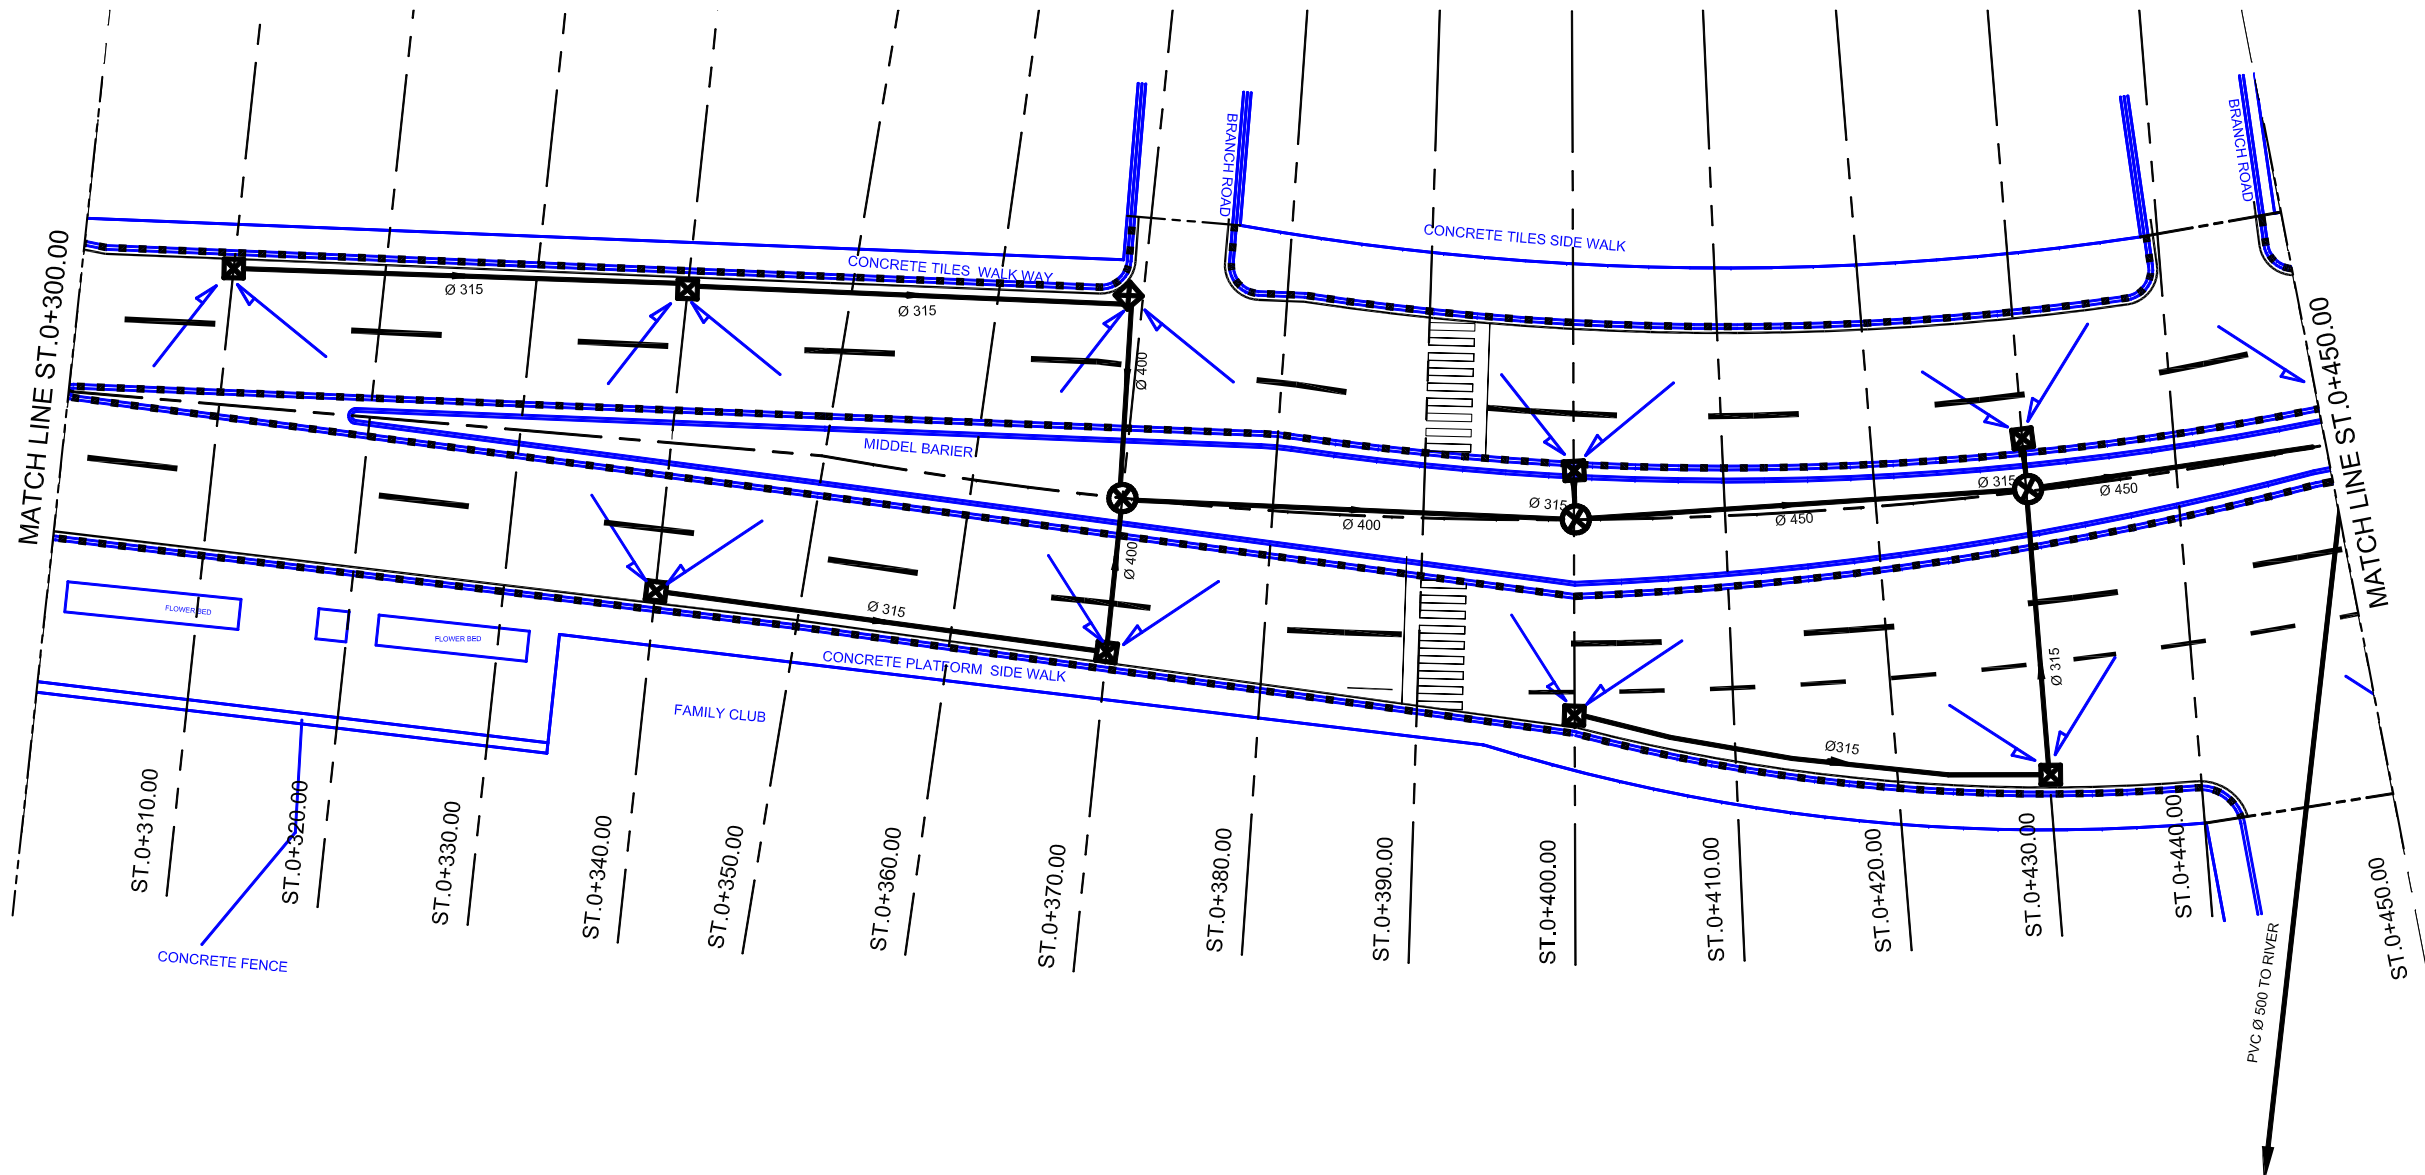 BRANCH ROAD
BRANCH ROAD
CONCRETE TILES SIDE WALK
CONCRETE TILES  WALK WAY
MATCH LINE ST.0+300.00
Ø 315
Ø 315
Ø 400
MATCH LINE ST.0+450.00
MIDDEL BARIER
Ø 315
Ø 315
Ø 450
Ø 400
Ø 450
Ø 400
FLOWER BED
FLOWER BED
Ø 315
CONCRETE PLATFORM  SIDE WALK
Ø 315
FAMILY CLUB
Ø315
ST.0+310.00
ST.0+320.00
ST.0+330.00
ST.0+340.00
ST.0+350.00
ST.0+360.00
ST.0+370.00
ST.0+380.00
ST.0+390.00
ST.0+400.00
ST.0+410.00
ST.0+420.00
ST.0+430.00
ST.0+440.00
ST.0+450.00
CONCRETE FENCE
PVC Ø 500 TO RIVER